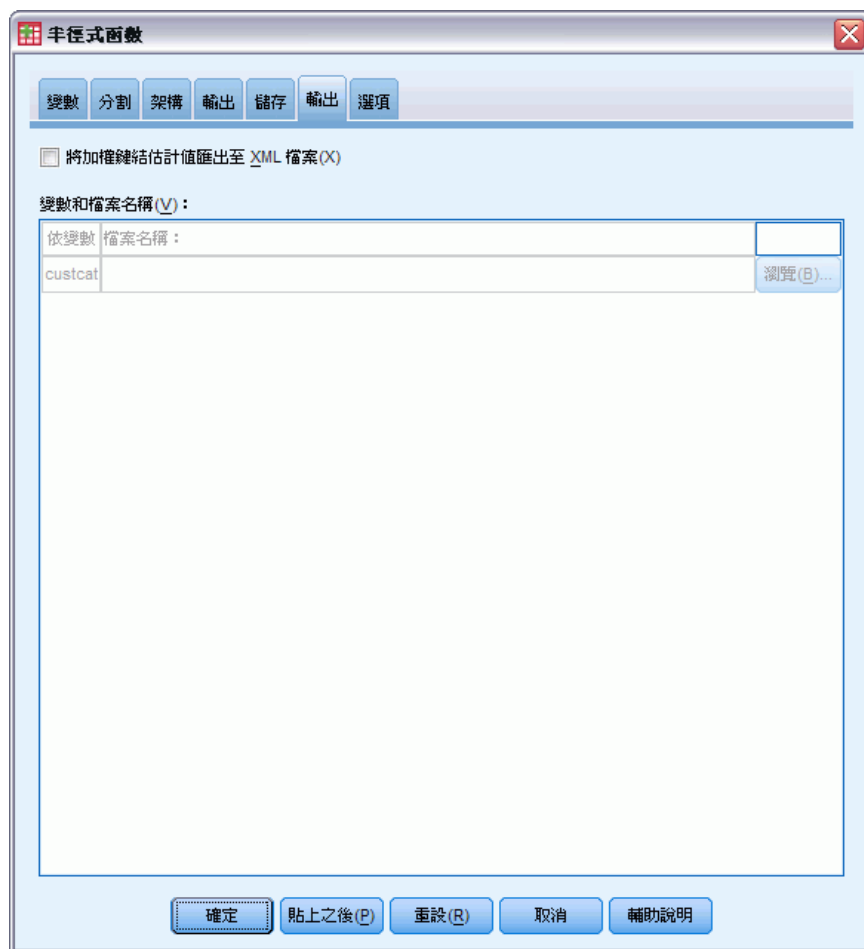 半徑式函數
變數 分割 架構 輸出 儲存 輸出 選項
將加權鍵結估計值匯出至 XML 檔案(X)
變數和檔案名稱(V)：
依變數 檔案名稱：
custcat 瀏覽(B)...
確定 貼上之後(P) 重設(R) 取消 輔助說明